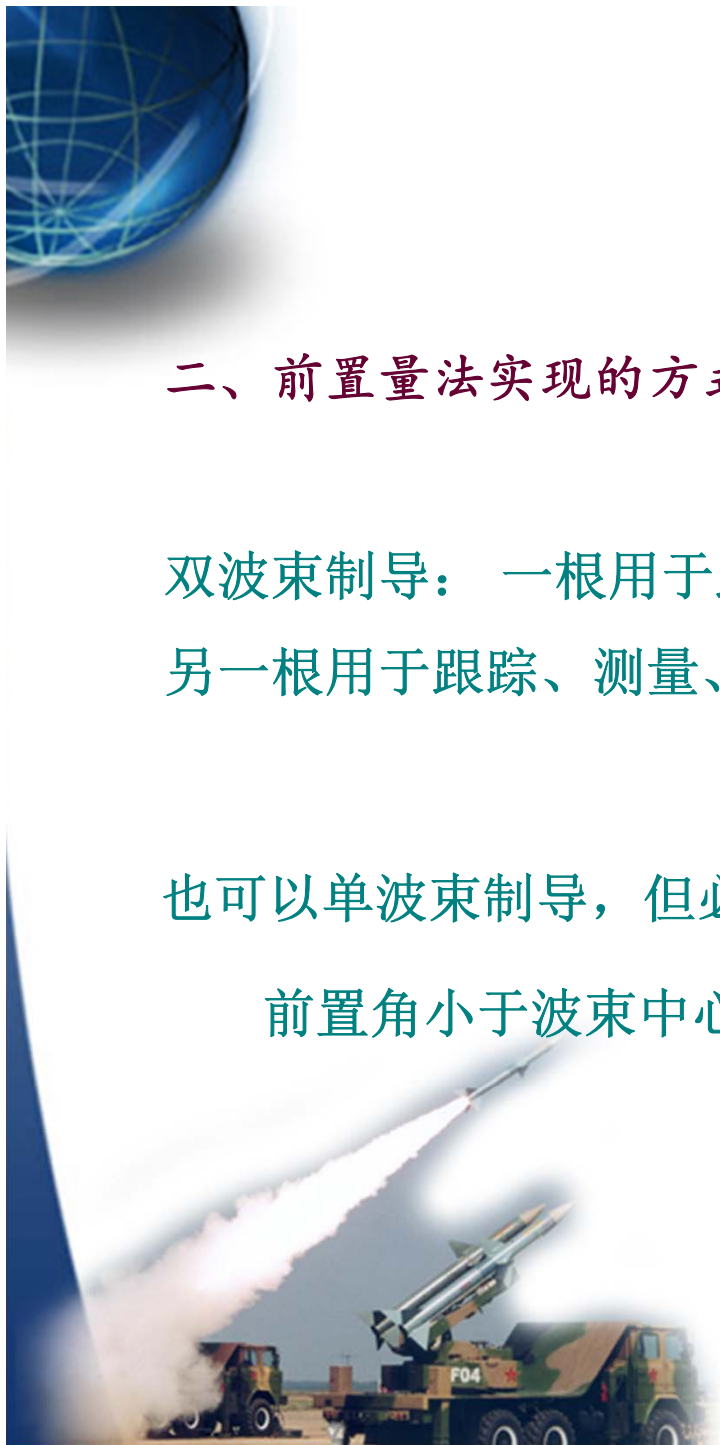 二、前置量法实现的方
双波束制导： 一根用于
另一根用于跟踪、测量、
也可以单波束制导，但
前置角小于波束中
F04